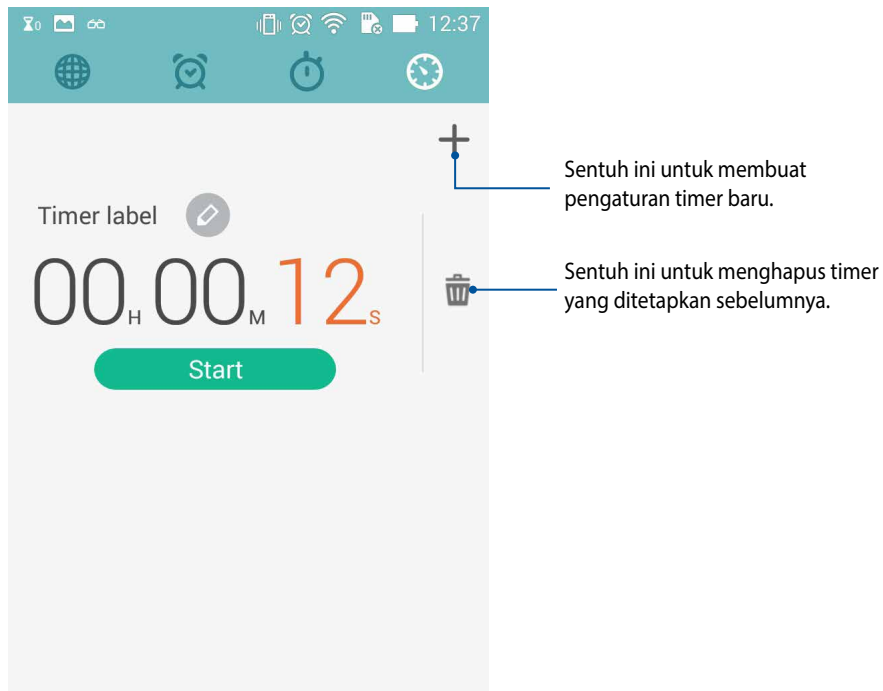 0 12:37
Sentuh ini untuk membuat
pengaturan timer baru.
Timer label
00H 00M 12S
Sentuh ini untuk menghapus timer
yang ditetapkan sebelumnya.
Start